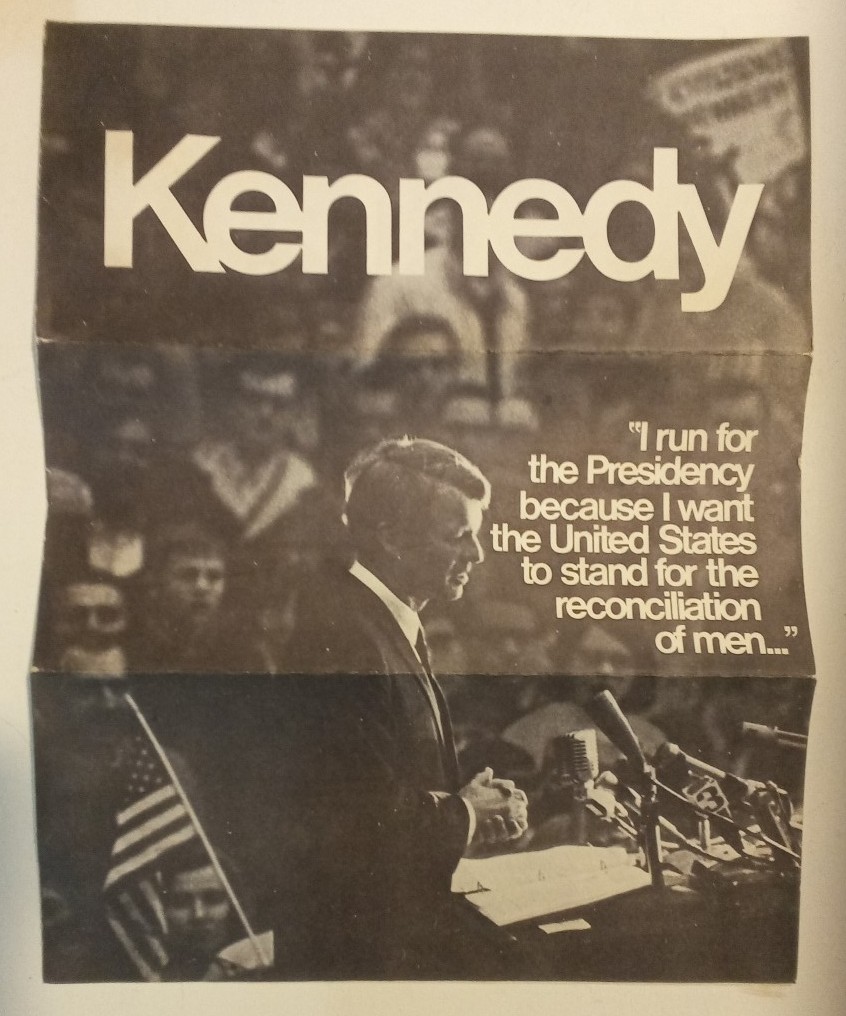 Kennedy
“I run for
the Presidency
because I want
the United States
to stand for the
reconciliation
of men...”